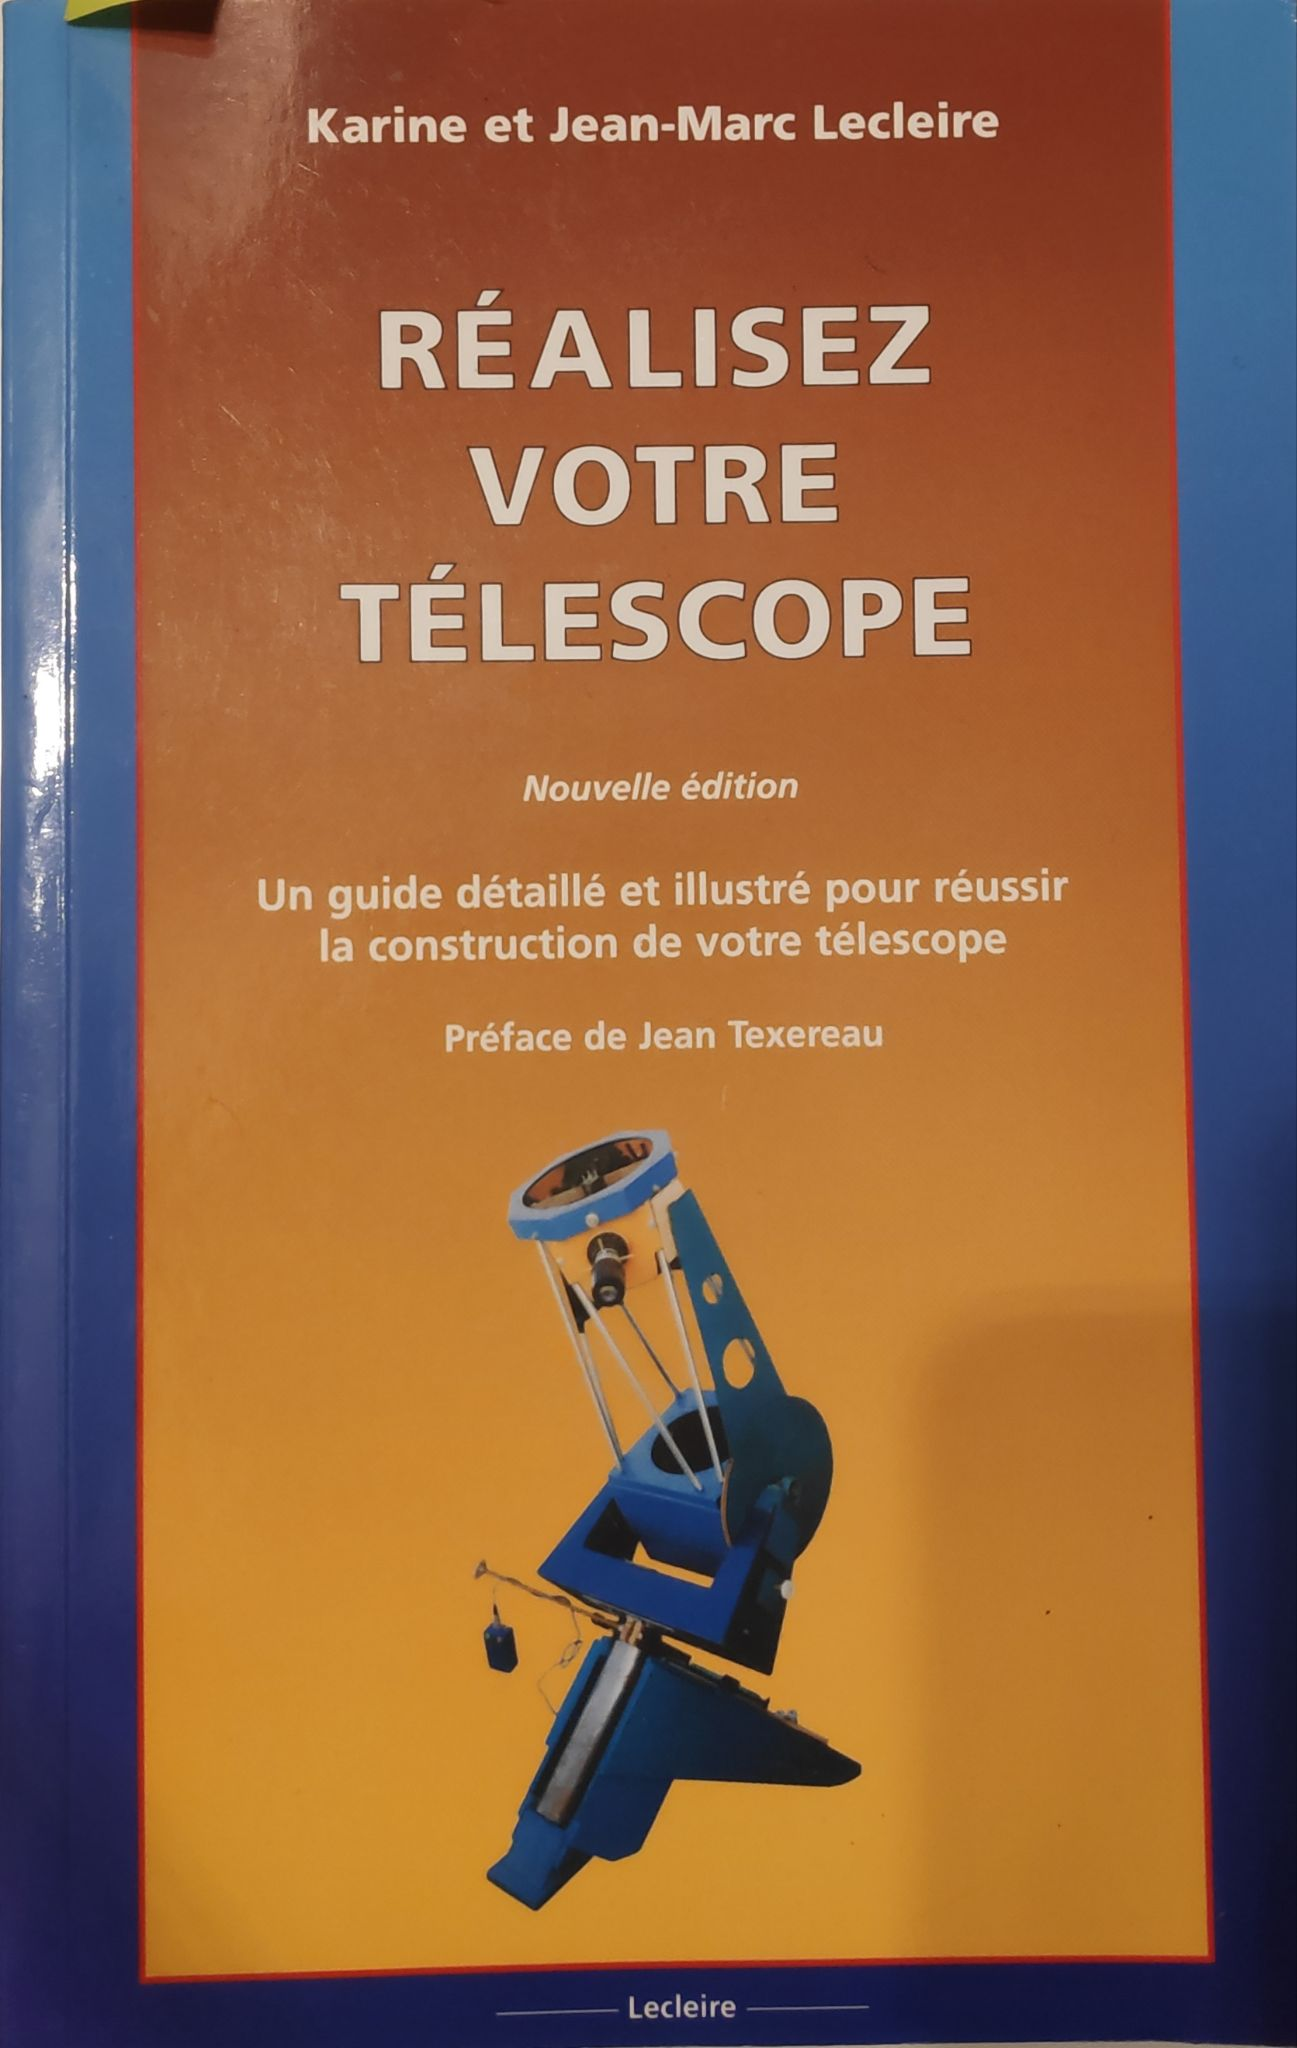 Karine et Jean-Marc Lecleire
RÉALISEZ
VOTRE
TÉLESCOPE
Nouvelle édition
Un guide détaillé et illustré pour réussir
la construction de votre télescope
Préface de Jean Texereau
Lecleire